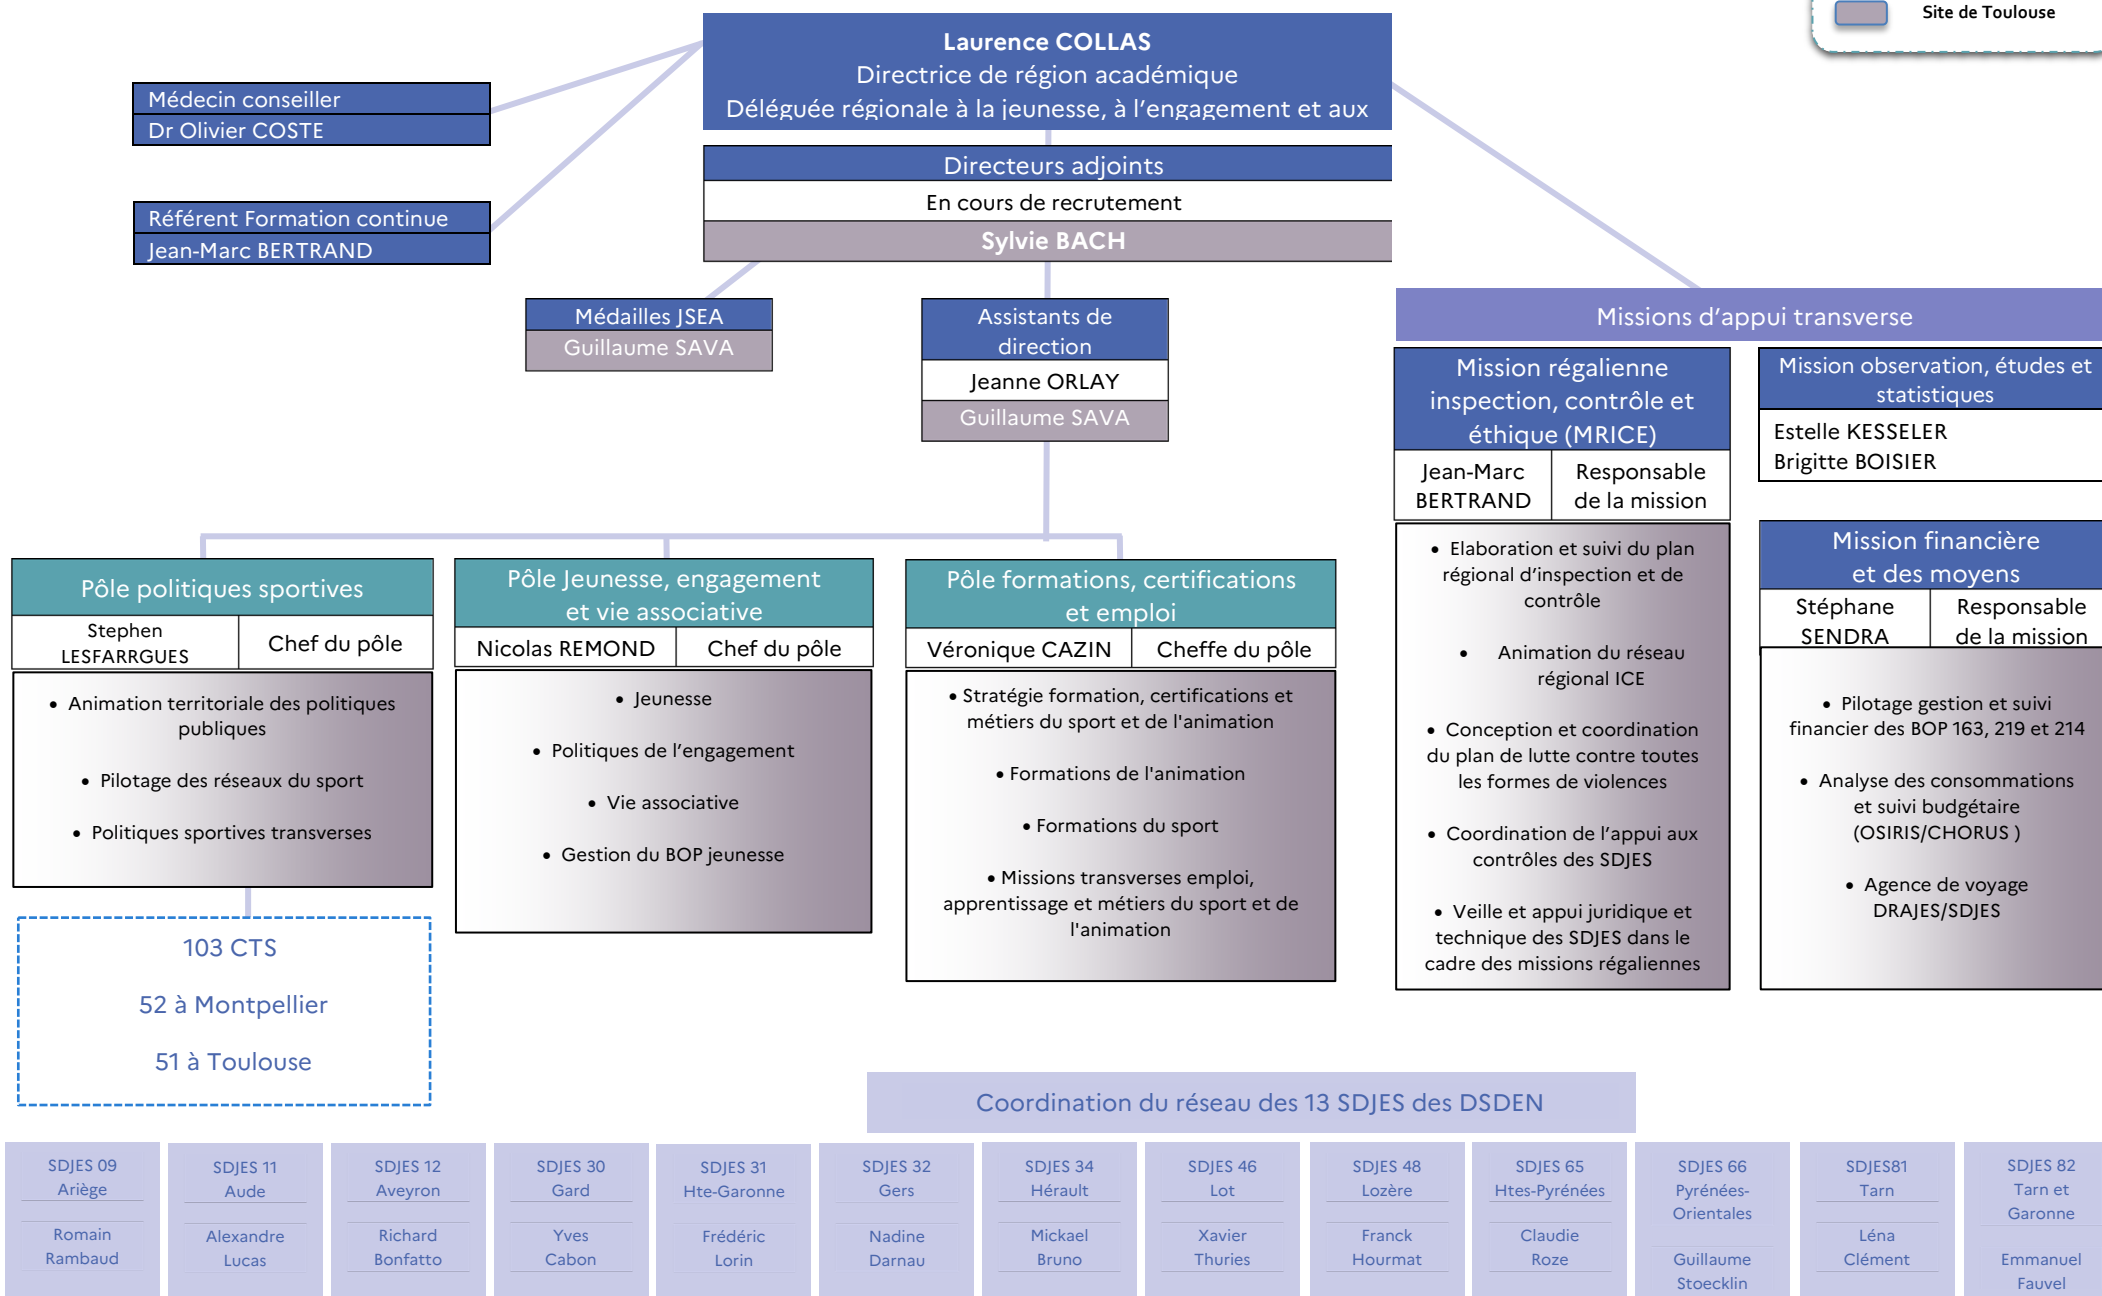 Site de Toulouse
Laurence COLLAS
Directrice de région académique
Déléguée régionale à la jeunesse, à l'engagement et aux
Médecin conseiller
Dr Olivier COSTE
Référent Formation continue
Jean-Marc BERTRAND
Directeurs adjoints
En cours de recrutement
Sylvie BACH
Médailles JSEA
Guillaume SAVA
Assistants de
direction
Jeanne ORLAY
Guillaume SAVA
Missions d'appui transverse
Mission régalienne
inspection, contrôle et
éthique (MRICE)
Jean-Marc
BERTRAND
Responsable
de la mission
• Elaboration et suivi du plan
régional d'inspection et de
contrôle
• Animation du réseau
régional ICE
• Conception et coordination
du plan de lutte contre toutes
les formes de violences
• Coordination de l'appui aux
contrôles des SDJES
• Veille et appui juridique et
technique des SDJES dans le
cadre des missions régaliennes
Mission observation, études et
statistiques
Estelle KESSELER
Brigitte BOISIER
Mission financière
et des moyens
Stéphane
SENDRA
Responsable
de la mission
• Pilotage gestion et suivi
financier des BOP 163, 219 et 214
• Analyse des consommations
et suivi budgétaire
(OSIRIS/CHORUS )
• Agence de voyage
DRAJES/SDJES
Pôle politiques sportives
Stephen
LESFARRGUES
Chef du pôle
• Animation territoriale des politiques
publiques
• Pilotage des réseaux du sport
• Politiques sportives transverses
103 CTS
52 à Montpellier
51 à Toulouse
Pôle Jeunesse, engagement
et vie associative
Nicolas REMOND
Chef du pôle
• Jeunesse
• Politiques de l'engagement
• Vie associative
• Gestion du BOP jeunesse
Pôle formations, certifications
et emploi
Véronique CAZIN
Cheffe du pôle
• Stratégie formation, certifications et
métiers du sport et de l'animation
• Formations de l'animation
• Formations du sport
• Missions transverses emploi,
apprentissage et métiers du sport et de
l'animation
Coordination du réseau des 13 SDJES des DSDEN
SDJES 09
Ariège
Romain
Rambaud
SDJES 11
Aude
Alexandre
Lucas
SDJES 12
Aveyron
Richard
Bonfatto
SDJES 30
Gard
Yves
Cabon
SDJES 31
Hte-Garonne
Frédéric
Lorin
SDJES 32
Gers
Nadine
Darnau
SDJES 34
Hérault
Mickael
Bruno
SDJES 46
Lot
Xavier
Thuries
SDJES 48
Lozère
Franck
Hourmat
SDJES 65
Htes-Pyrénées
Claudie
Roze
SDJES 66
Pyrénées-
Orientales
Guillaume
Stoecklin
SDJES81
Tarn
Léna
Clément
SDJES 82
Tarn et
Garonne
Emmanuel
Fauvel